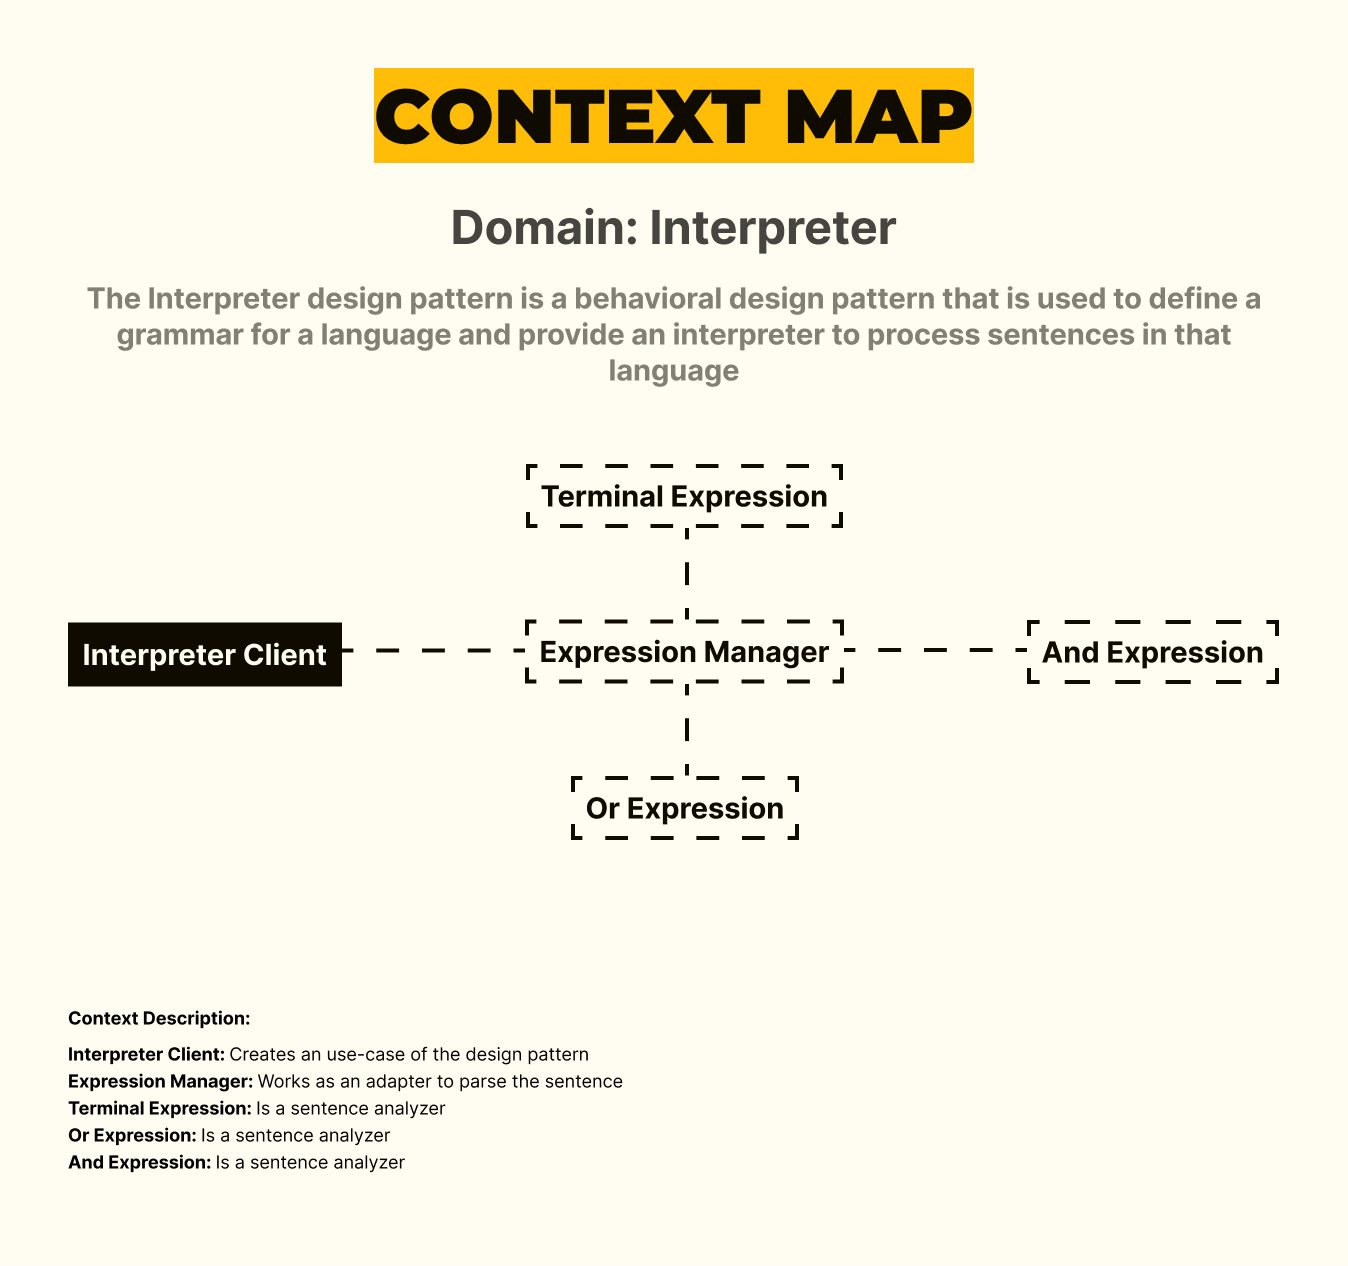 CONTEXT MAP
Domain: Interpreter
The Interpreter design pattern is a behavioral design pattern that is used to define a
grammar for a language and provide an interpreter to process sentences in that
language
Terminal Expression
Interpreter Client
Expression Manager
And Expression
Or Expression
Context Description:
Interpreter Client: Creates an use-case of the design pattern
Expression Manager: Works as an adapter to parse the sentence
Terminal Expression: Is a sentence analyzer
Or Expression: Is a sentence analyzer
And Expression: Is a sentence analyzer